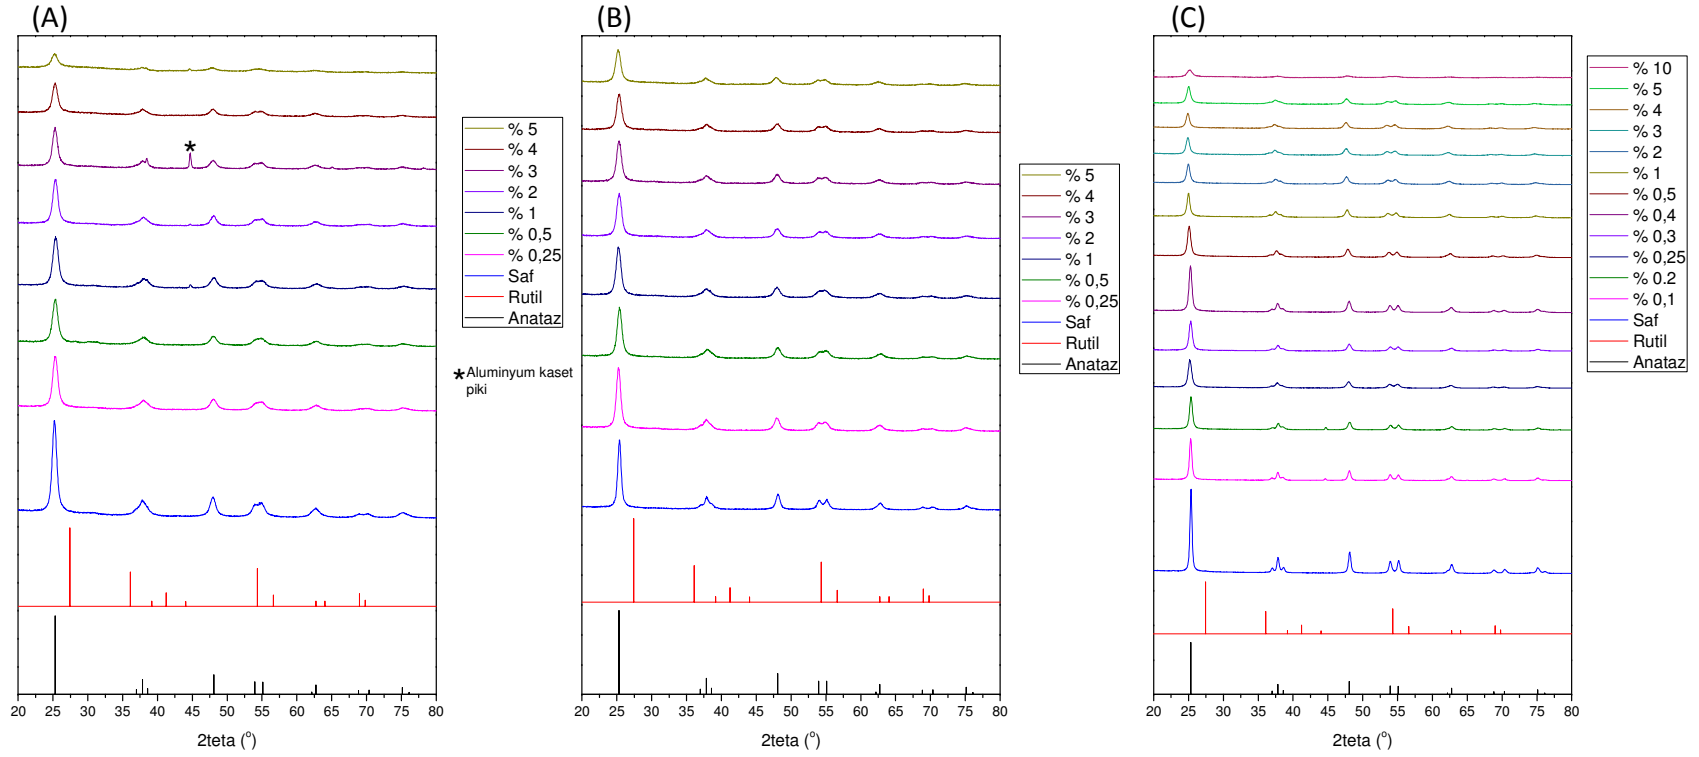 (A)
(B)
(C)
% 5
% 4
% 3
% 2
% 1
% 0,5
% 0,25
Saf
Rutil
Anataz
*
* Aluminyum kaset
piki
20 25 30 35 40 45 50 55 60 65 70 75 80
2teta (°)
% 5
% 4
% 3
% 2
% 1
% 0,5
% 0,25
Saf
Rutil
Anataz
20 25 30 35 40 45 50 55 60 65 70 75 80
2teta (°)
% 10
% 5
% 4
% 3
% 2
% 1
% 0,5
% 0,4
% 0,3
% 0,25
% 0.2
% 0,1
Saf
Rutil
Anataz
20 25 30 35 40 45 50 55 60 65 70 75 80
2teta (°)